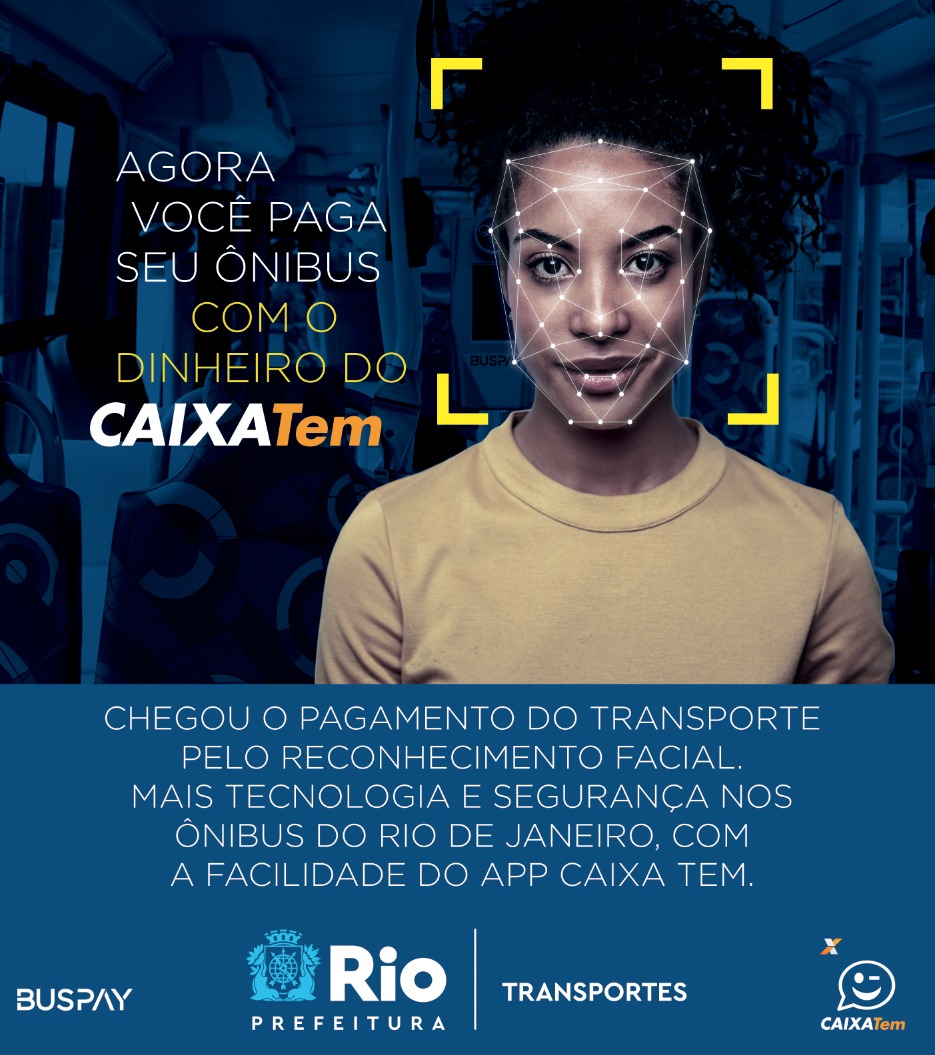 AGORA
VOCÊ PAGA
SEU ÔNIBUS
COM O
DINHEIRO DO
CAIXATem
BUSPAY
CHEGOU O PAGAMENTO DO TRANSPORTE
PELO RECONHECIMENTO FACIAL.
MAIS TECNOLOGIA E SEGURANÇA NOS
ÔNIBUS DO RIO DE JANEIRO, COM
A FACILIDADE DO APP CAIXA TEM.
BUSPAY
Rio
PREFEITURA
TRANSPORTES
X
CAIXATem